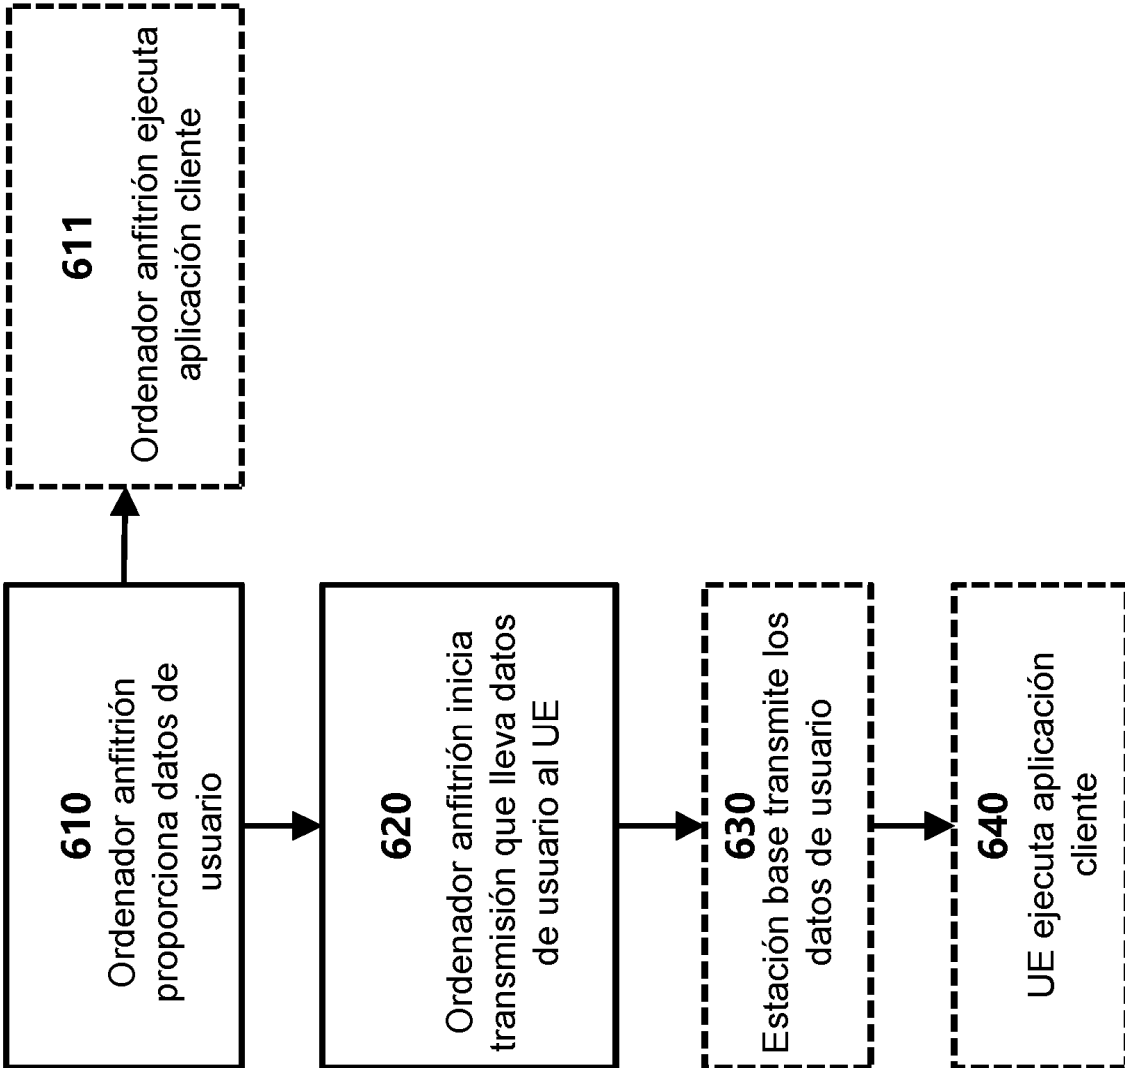 610
Ordenador anfitrión
proporciona datos de
usuario
611
Ordenador anfitrión ejecuta
aplicación cliente
620
Ordenador anfitrión inicia
transmisión que lleva datos
de usuario al UE
630
Estación base transmite los
datos de usuario
640
UE ejecuta aplicación
cliente